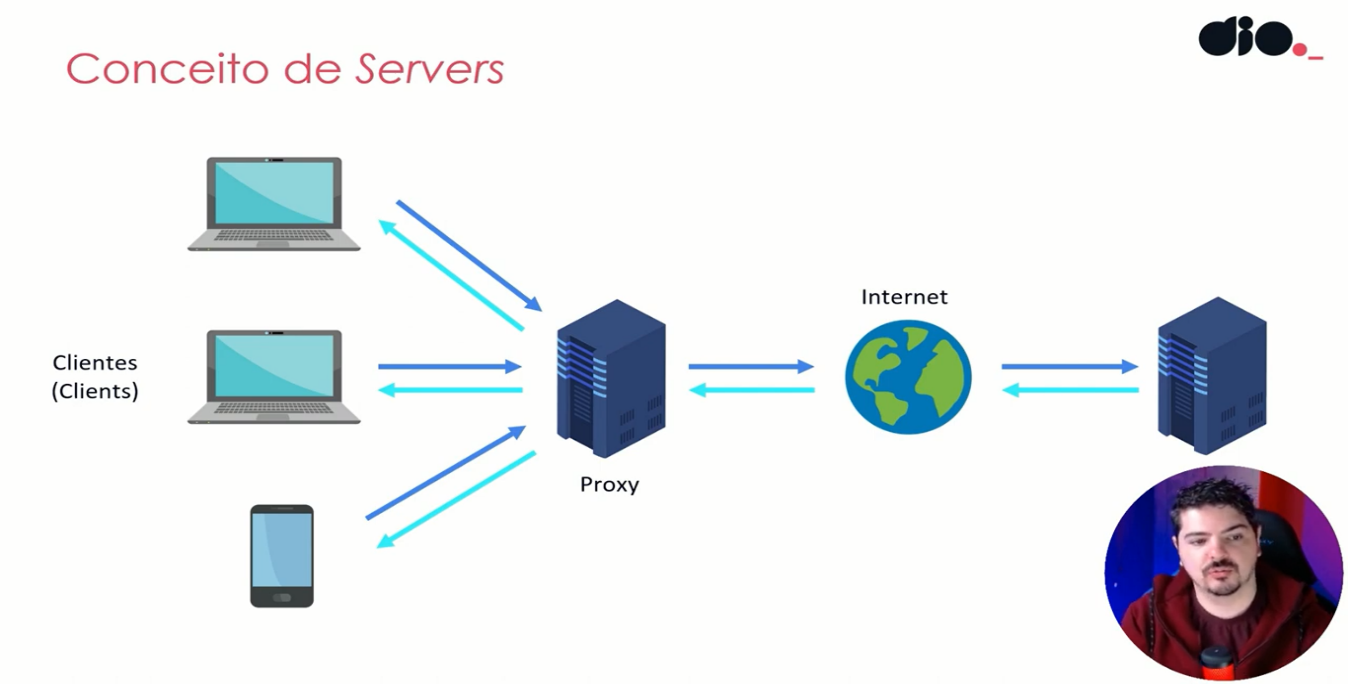 dio._
Conceito de Servers
Internet
Clientes
(Clients)
Proxy